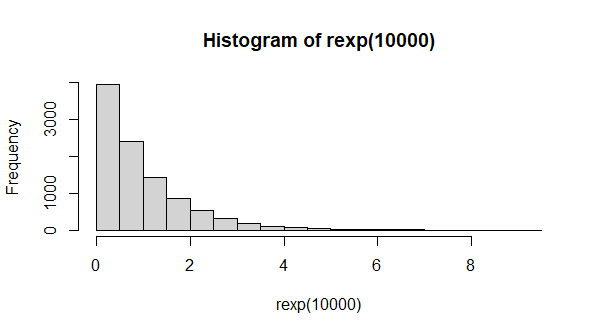 Histogram of rexp(10000)
Frequency
3000
1000
0
0 2 4 6 8
rexp(10000)